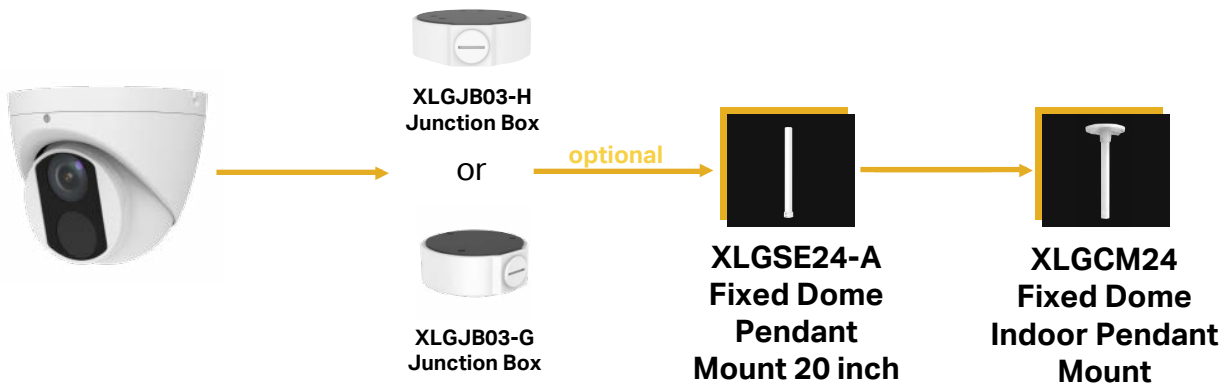 XLGJB03-H
Junction Box
or
XLGJB03-G
Junction Box
optional
XLGSE24-A
Fixed Dome
Pendant
Mount 20 inch
XLGCM24
Fixed Dome
Indoor Pendant
Mount